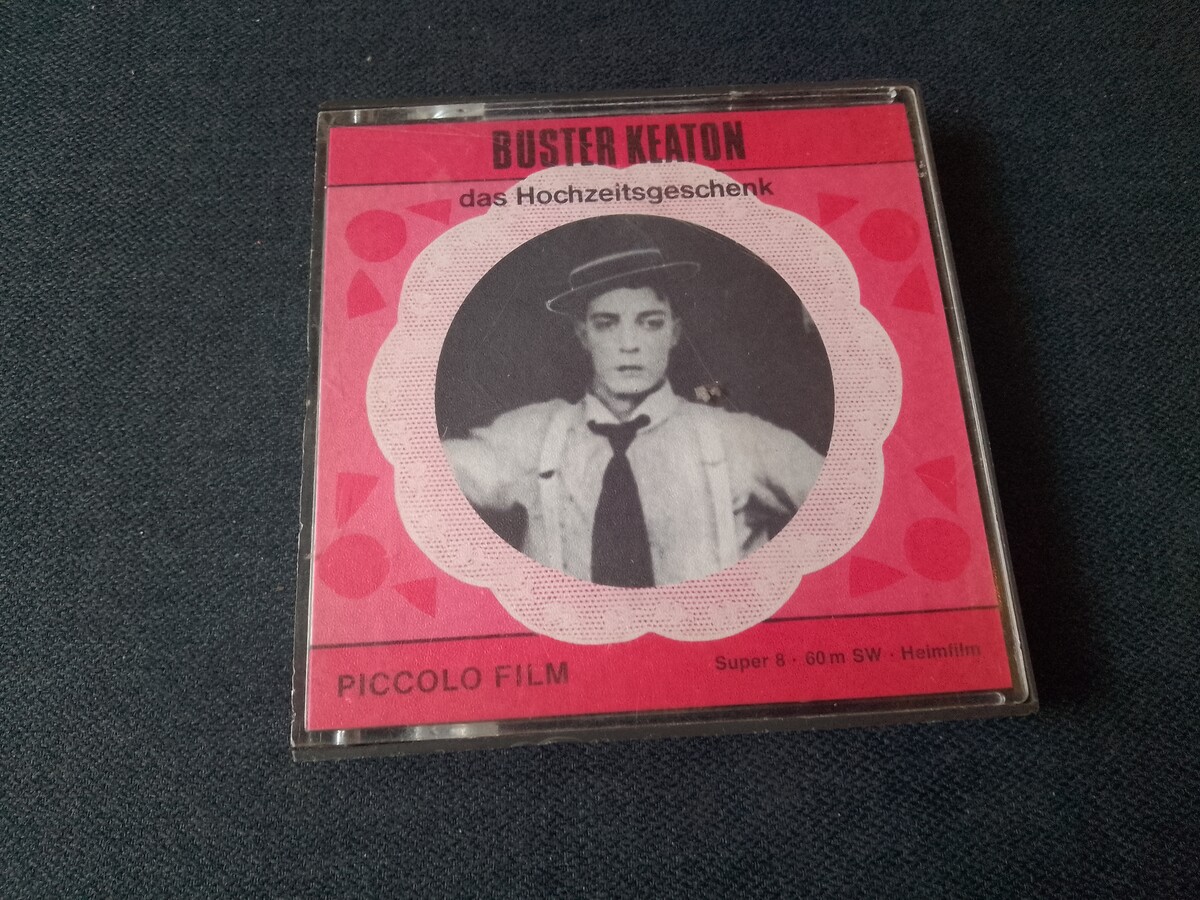 BUSTER KEATON
das Hochzeitsgeschenk
PICCOLO FILM
Super 8 · 60 m SW · Heimfilm